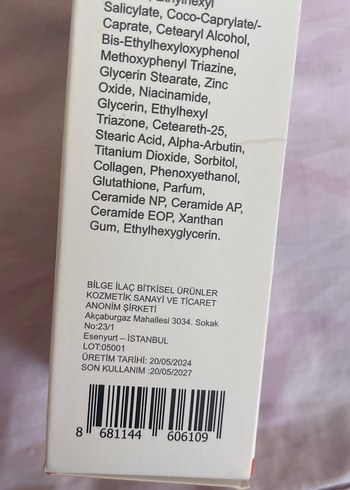 Ethylhexyl
Salicylate, Coco-Caprylate/-
Caprate, Cetearyl Alcohol,
Bis-Ethylhexyloxyphenol
Methoxyphenyl Triazine,
Glycerin Stearate, Zinc
Oxide, Niacinamide,
Glycerin, Ethylhexyl
Triazone, Ceteareth-25,
Stearic Acid, Alpha-Arbutin,
Titanium Dioxide, Sorbitol,
Collagen, Phenoxyethanol,
Glutathione, Parfum,
Ceramide NP, Ceramide AP,
Ceramide EOP, Xanthan
Gum, Ethylhexyglycerin.
BİLGE İLAÇ BİTKİSEL ÜRÜNLER
KOZMETİK SANAYİ VE TİCARET
ANONİM ŞİRKETİ
Akçaburgaz Mahallesi 3034. Sokak
No:23/1
Esenyurt – İSTANBUL
LOT:05001
ÜRETİM TARİHİ: 20/05/2024
SON KULLANIM :20/05/2027
8 681144 606109